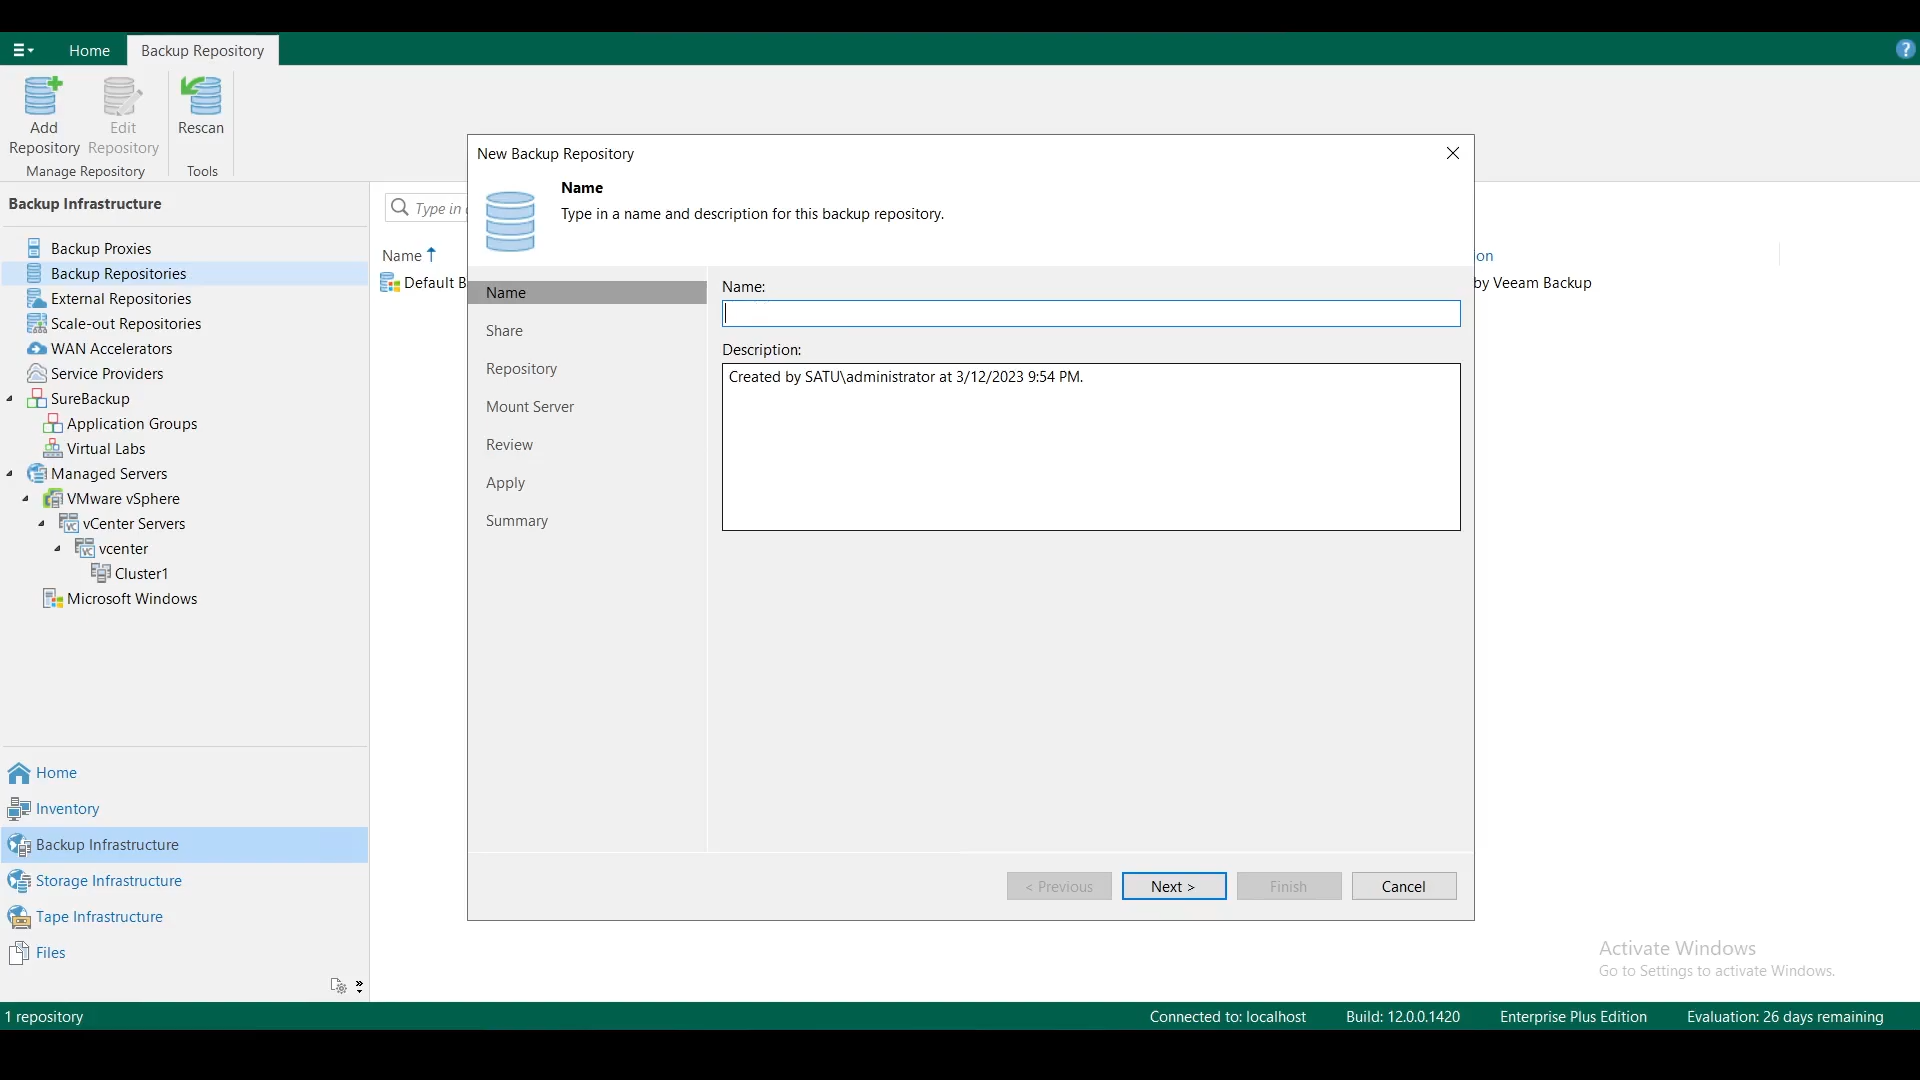 Home
Backup Repository
?
Add
Repository
Edit
Repository
Rescan
Manage Repository
Tools
Backup Infrastructure
Backup Proxies
Backup Repositories
External Repositories
Scale-out Repositories
WAN Accelerators
Service Providers
SureBackup
Application Groups
Virtual Labs
Managed Servers
VMware vSphere
vCenter Servers
vcenter
Cluster1
Microsoft Windows
Home
Inventory
Backup Infrastructure
Storage Infrastructure
Tape Infrastructure
Files
Type in
Name
Default B
on
by Veeam Backup
New Backup Repository
Name
Type in a name and description for this backup repository.
Name
Share
Repository
Mount Server
Review
Apply
Summary
Name:
Description:
Created by SATU\administrator at 3/12/2023 9:54 PM.
< Previous
Next >
Finish
Cancel
Activate Windows
Go to Settings to activate Windows.
1 repository
Connected to: localhost
Build: 12.0.0.1420
Enterprise Plus Edition
Evaluation: 26 days remaining